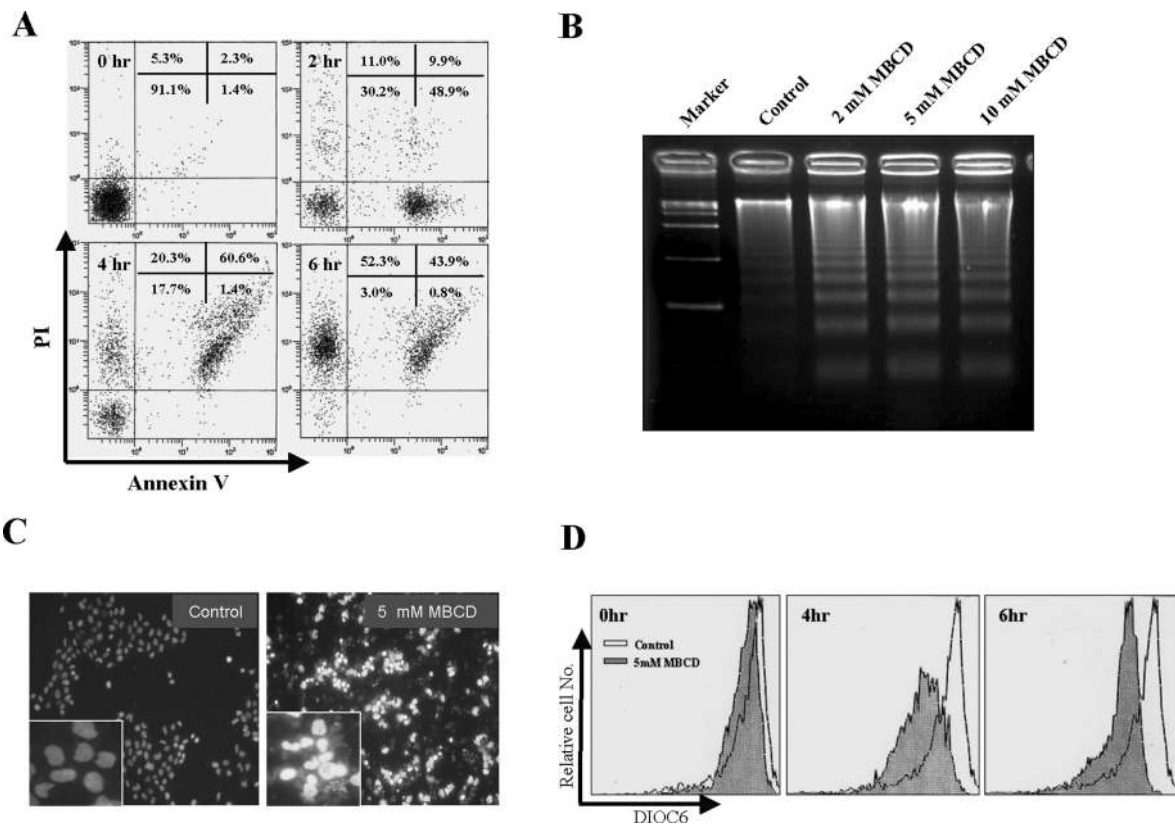 A
0 hr
5.3% 2.3%
91.1% 1.4%
2 hr
11.0% 9.9%
30.2% 48.9%
4 hr
20.3% 60.6%
17.7% 1.4%
6 hr
52.3% 43.9%
3.0% 0.8%
PI
Annexin V
B
Marker
Control
2 mM MBCD
5 mM MBCD
10 mM MBCD
C
Control
5 mM MBCD
D
0hr
Control
5mM MBCD
4hr
6hr
Relative cell No.
DIOC6